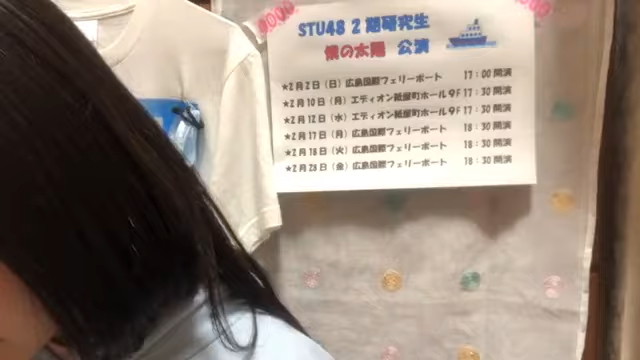 STU48 2期研究生
僕の太陽 公演
★2月2日（日）広島国際フェリーポート 17：00開演
★2月10日（月）エディオン紙屋町ホール9F 17：30開演
★2月12日（水）エディオン紙屋町ホール9F 17：30開演
★2月17日（月）広島国際フェリーポート 18：30開演
★2月18日（火）広島国際フェリーポート 18：30開演
★2月28日（金）広島国際フェリーポート 18：30開演